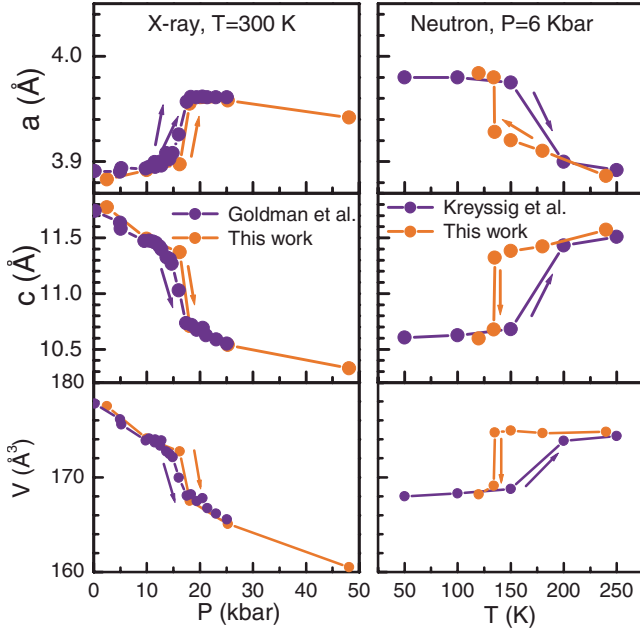 X-ray, T=300 K
Neutron, P=6 Kbar
4.0
3.9
a (Å)
Goldman et al.
This work
Kreyssig et al.
This work
11.5
11.0
10.5
c (Å)
180
170
160
V (Å³)
0 10 20 30 40 50
50 100 150 200 250
P (kbar)
T (K)